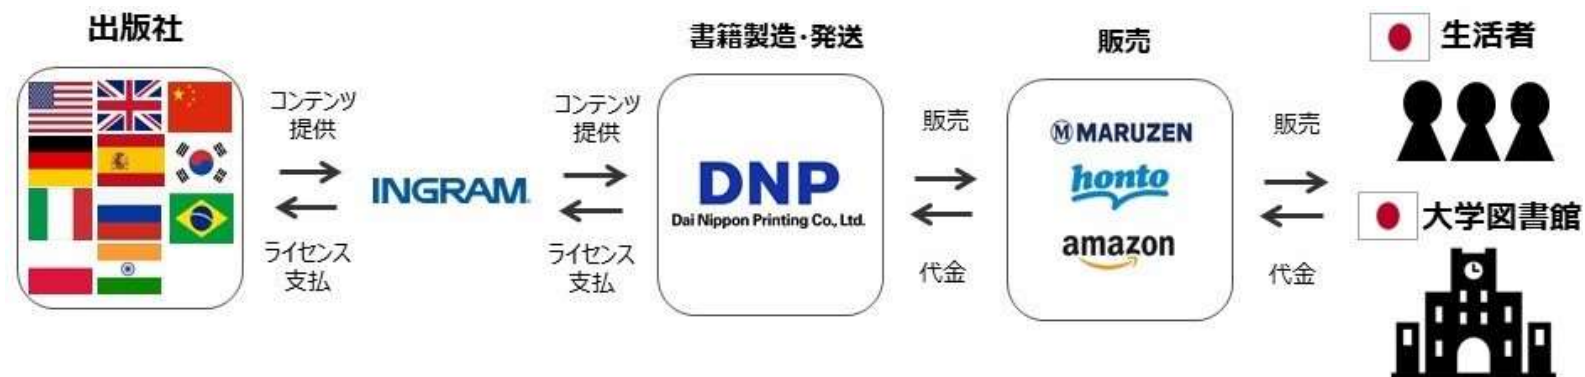 出版社
コンテンツ
提供
ライセンス
支払
INGRAM
コンテンツ
提供
ライセンス
支払
書籍製造・発送
DNP
Dai Nippon Printing Co., Ltd.
販売
代金
販売
MARUZEN
honto
amazon
販売
代金
生活者
大学図書館